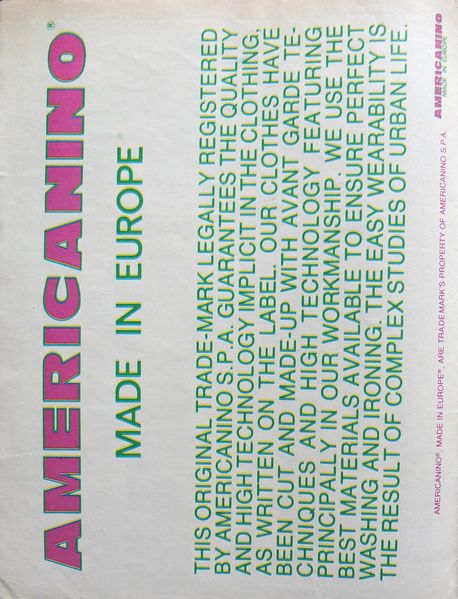 AMERICANINO®
MADE IN EUROPE®
THIS ORIGINAL TRADE-MARK LEGALLY REGISTERED
BY AMERICANINO S.P.A. GUARANTEES THE QUALITY
AND HIGH TECHNOLOGY IMPLICIT IN THE CLOTHING,
AS WRITTEN ON THE LABEL. OUR CLOTHES HAVE
BEEN CUT AND MADE-UP WITH AVANT GARDE TE-
CHNIQUES AND HIGH TECHNOLOGY FEATURING
PRINCIPALLY IN OUR WORKMANSHIP. WE USE THE
BEST MATERIALS AVAILABLE TO ENSURE PERFECT
WASHING AND IRONING. THE EASY WEARABILITY IS
THE RESULT OF COMPLEX STUDIES OF URBAN LIFE.
AMERICANINO®, MADE IN EUROPE®, ARE TRADEMARK'S PROPERTY OF AMERICANINO S.P.A.
AMERICANINO
MADE IN EUROPE